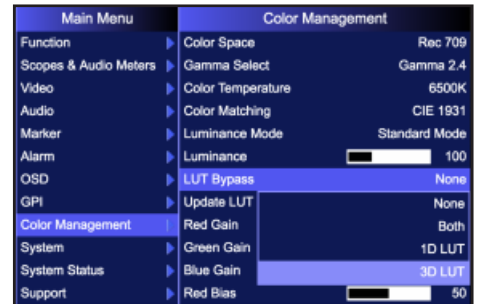 Main Menu
Function
Scopes & Audio Meters
Video
Audio
Marker
Alarm
OSD
GPI
Color Management
System
System Status
Support
Color Management
Color Space Rec 709
Gamma Select Gamma 2.4
Color Temperature 6500K
Color Matching CIE 1931
Luminance Mode Standard Mode
Luminance 100
LUT Bypass None
Update LUT None
Red Gain Both
Green Gain 1D LUT
Blue Gain 3D LUT
Red Bias 50